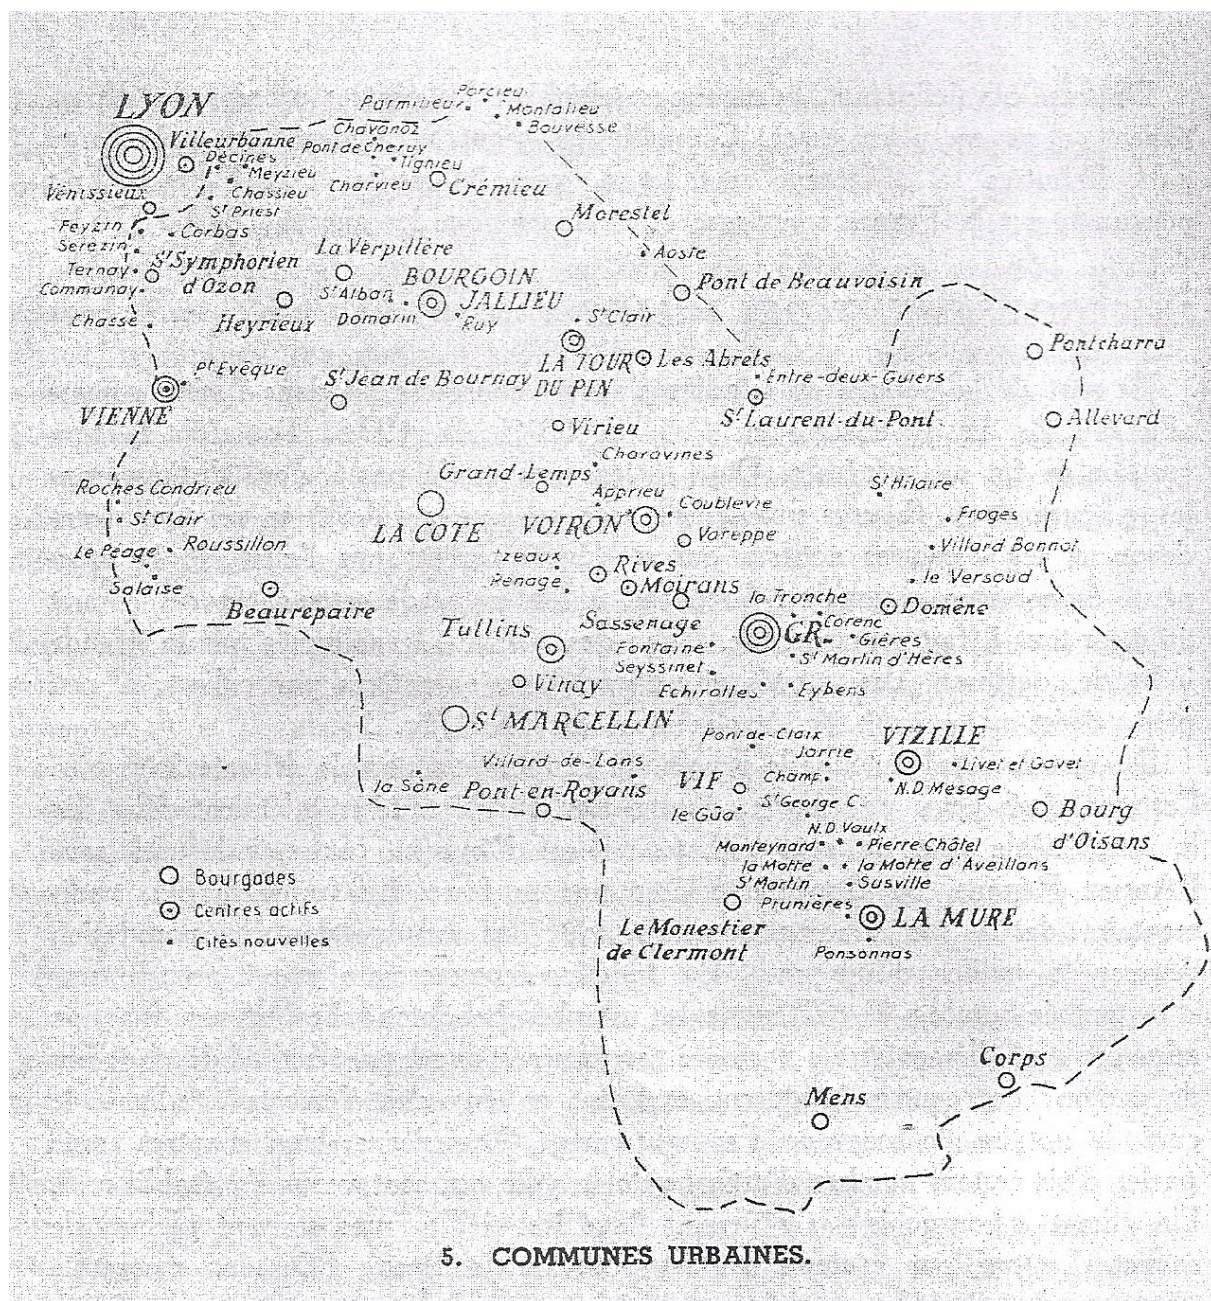 Porcieu
Parmilieu
Montalieu
Bouvesse
LYON
Villeurbanne
Chavanoz
Pont de Cheruy
Décines
Tignieu
Meyzieu
Charvieu
Crémieu
Chassieu
Vénissieux
St Priest
Morestel
Feyzin
Corbas
Serezin
La Verpillère
Aoste
St Symphorien
d'Ozon
Ternay
Communay
BOURGOIN
JALLIEU
Pont de Beauvoisin
St Alban
Domarin
Ruy
Heyrieux
Chasse
St Clair
Pontcharra
LA TOUR
DU PIN
Les Abrets
Pt Evêque
St Jean de Bournay
Entre-deux-Guiers
VIENNE
St Laurent-du-Pont.
Allevard
Virieu
Charavines
Grand-Lemps
Roches Condrieu
Apprieu
St Hilaire
Coublevie
St Clair
LA COTE
VOIRON
Froges
Voreppe
Le Péage
Roussillon
Izeaux
Villard Bonnot
Rives
Renage
Moirans
le Versoud
Salaise
la Tronche
Beaurepaire
Domène
Corenc
Tullins
Sassenage
GR.
Gières
Fontaine
St Martin d'Hères
Seyssinet
Vinay
Echirolles
Eybens
St MARCELLIN
Pont-de-Claix
VIZILLE
Jarrie
Villard-de-Lans
Livet et Gavet
Champ
VIF
la Sône
Pont-en-Royans
N.D. Mésage
St George C.
le Gua
Bourg
d'Oisans
N.D. Vaulx
Monteynard
Pierre Châtel
la Motte
la Motte d'Aveillans
St Martin
Susville
Prunières
LA MURE
Le Monestier
de Clermont
Ponsonnas
Bourgades
Centres actifs
Cités nouvelles
Corps
Mens
5. COMMUNES URBAINES.